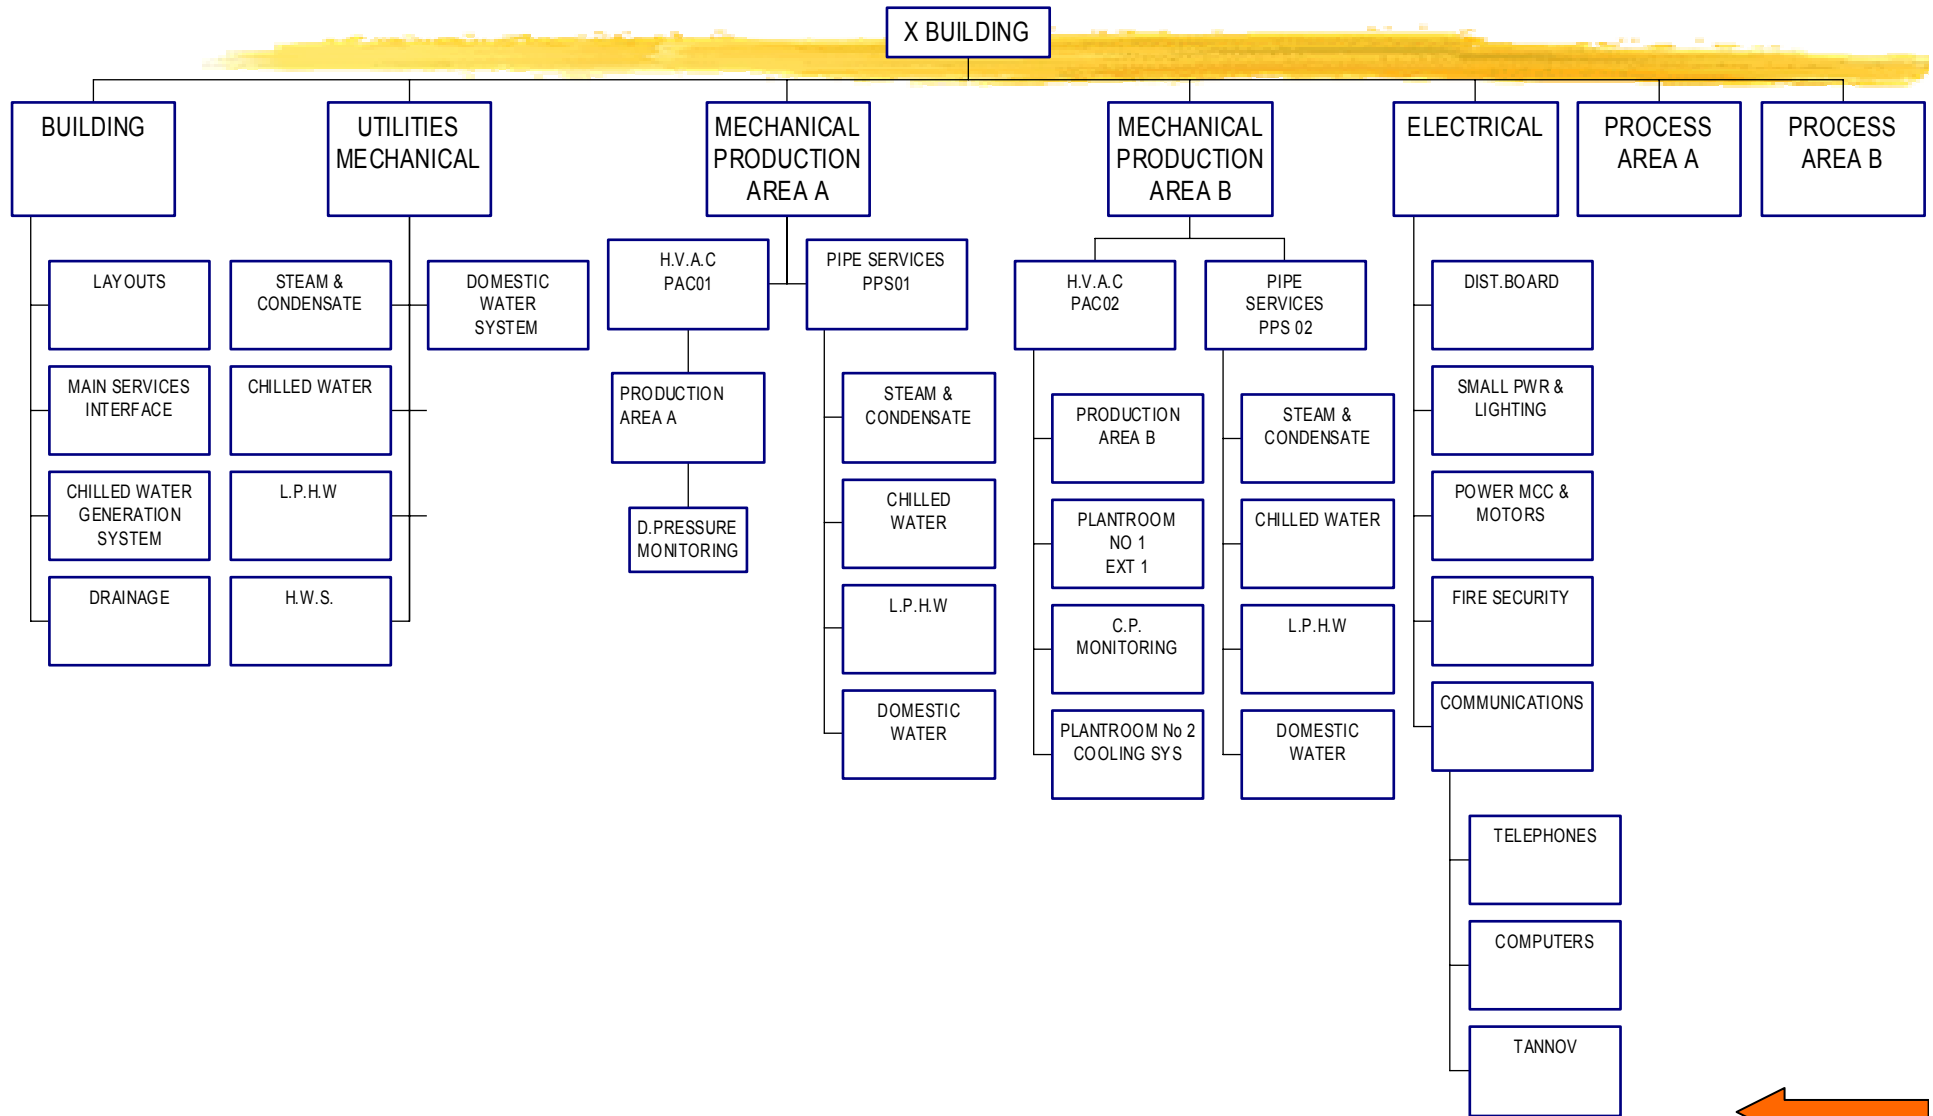 X BUILDING
BUILDING
UTILITIES
MECHANICAL
MECHANICAL
PRODUCTION
AREA A
MECHANICAL
PRODUCTION
AREA B
ELECTRICAL
PROCESS
AREA A
PROCESS
AREA B
LAYOUTS
MAIN SERVICES
INTERFACE
CHILLED WATER
GENERATION
SYSTEM
DRAINAGE
STEAM &
CONDENSATE
CHILLED WATER
L.P.H.W
H.W.S.
DOMESTIC
WATER
SYSTEM
H.V.A.C
PAC01
PRODUCTION
AREA A
D.PRESSURE
MONITORING
PIPE SERVICES
PPS01
STEAM &
CONDENSATE
CHILLED
WATER
L.P.H.W
DOMESTIC
WATER
H.V.A.C
PAC02
PRODUCTION
AREA B
PLANTROOM
NO 1
EXT 1
C.P.
MONITORING
PLANTROOM No 2
COOLING SYS
PIPE
SERVICES
PPS 02
STEAM &
CONDENSATE
CHILLED WATER
L.P.H.W
DOMESTIC
WATER
DIST.BOARD
SMALL PWR &
LIGHTING
POWER MCC &
MOTORS
FIRE SECURITY
COMMUNICATIONS
TELEPHONES
COMPUTERS
TANNOV